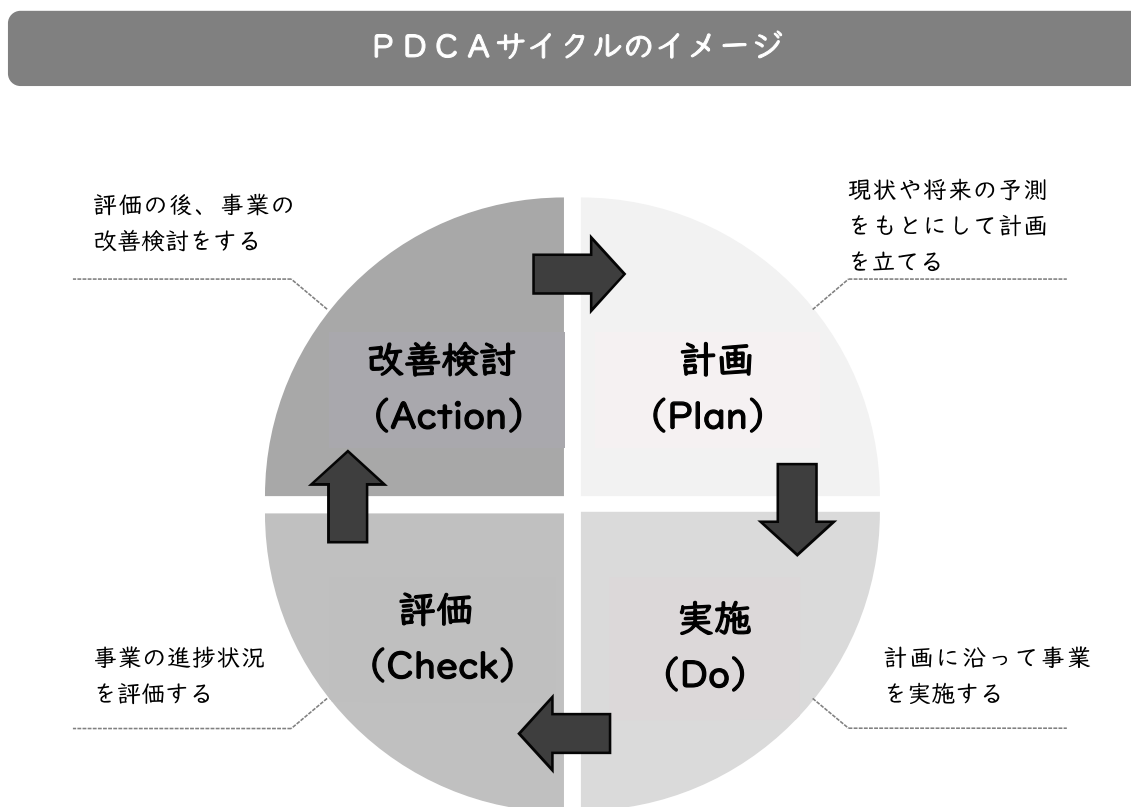 ＰＤＣＡサイクルのイメージ
評価の後、事業の
改善検討をする
現状や将来の予測
をもとにして計画
を立てる
改善検討
（Action）
計画
（Plan）
評価
（Check）
実施
（Do）
事業の進捗状況
を評価する
計画に沿って事業
を実施する